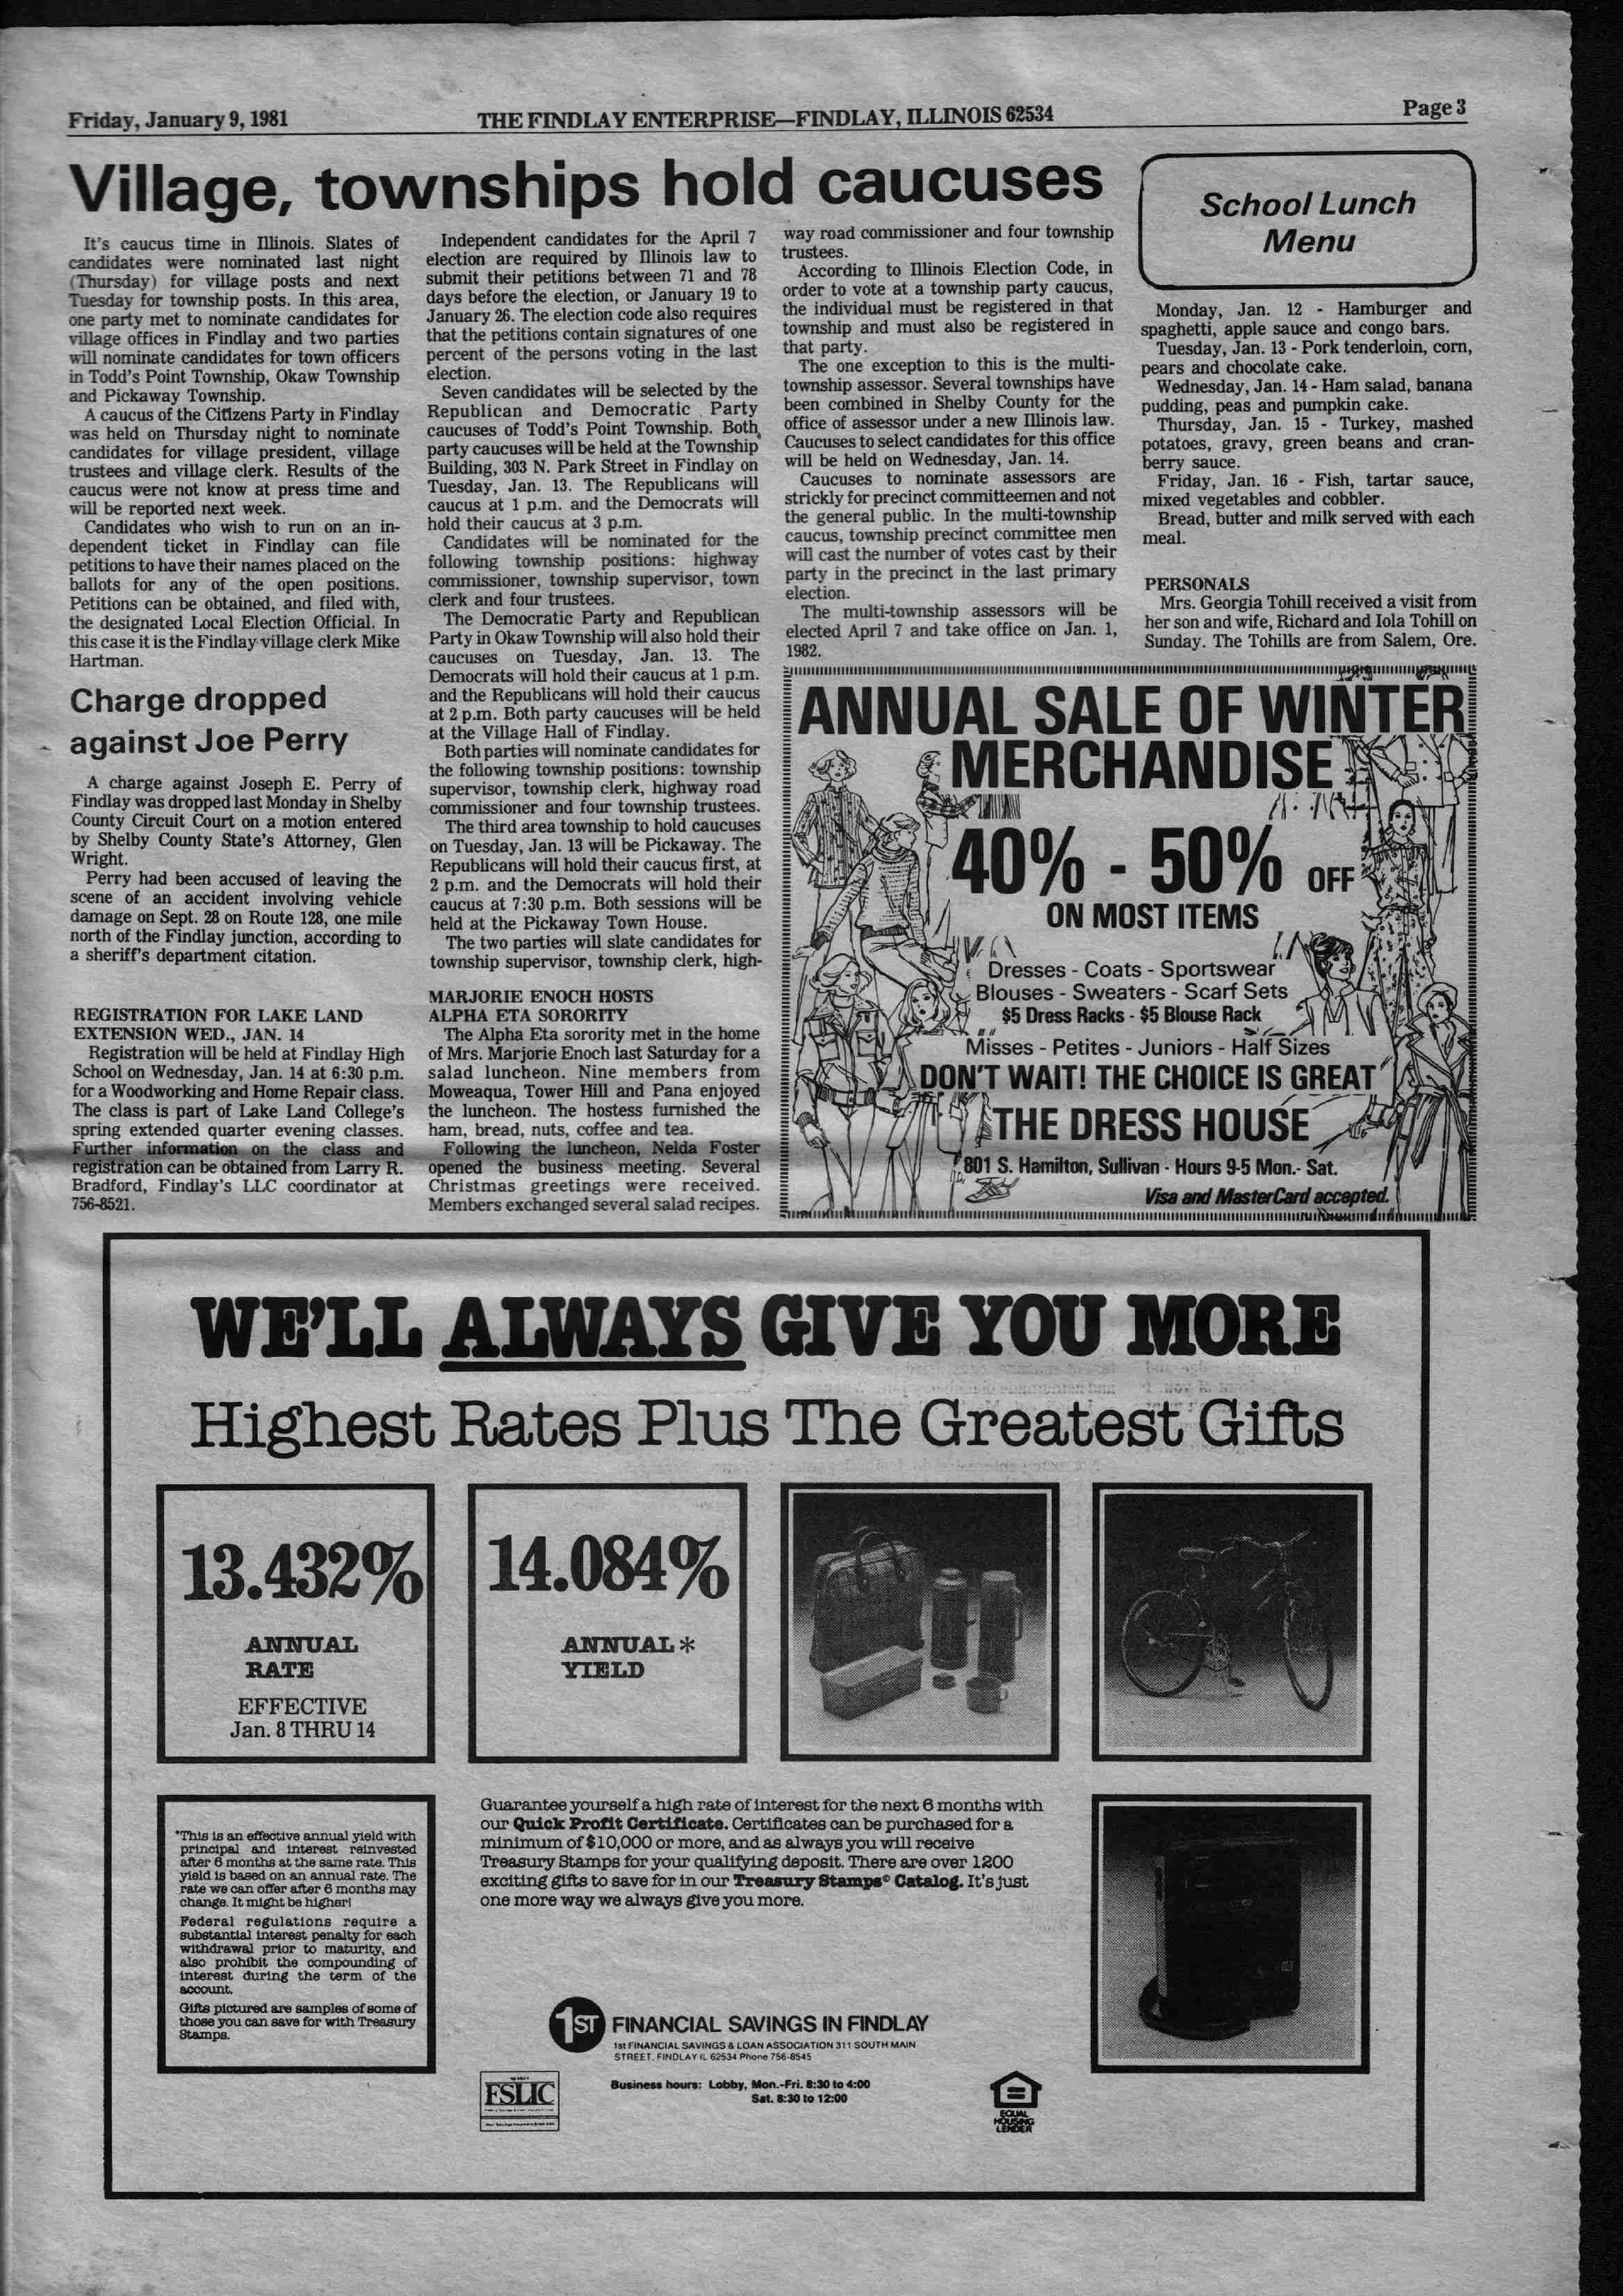 Friday, January 9, 1981
THE FINDLAY ENTERPRISE—FINDLAY, ILLINOIS 62534
Page 3
Village, townships hold caucuses
It's caucus time in Illinois. Slates of
candidates were nominated last night
(Thursday) for village posts and next
Tuesday for township posts. In this area,
one party met to nominate candidates for
village offices in Findlay and two parties
will nominate candidates for town officers
in Todd's Point Township, Okaw Township
and Pickaway Township.
A caucus of the Citizens Party in Findlay
was held on Thursday night to nominate
candidates for village president, village
trustees and village clerk. Results of the
caucus were not know at press time and
will be reported next week.
Candidates who wish to run on an in-
dependent ticket in Findlay can file
petitions to have their names placed on the
ballots for any of the open positions.
Petitions can be obtained, and filed with,
the designated Local Election Official. In
this case it is the Findlay village clerk Mike
Hartman.
Independent candidates for the April 7
election are required by Illinois law to
submit their petitions between 71 and 78
days before the election, or January 19 to
January 26. The election code also requires
that the petitions contain signatures of one
percent of the persons voting in the last
election.
Seven candidates will be selected by the
Republican and Democratic Party
caucuses of Todd's Point Township. Both
party caucuses will be held at the Township
Building, 303 N. Park Street in Findlay on
Tuesday, Jan. 13. The Republicans will
caucus at 1 p.m. and the Democrats will
hold their caucus at 3 p.m.
Candidates will be nominated for the
following township positions: highway
commissioner, township supervisor, town
clerk and four trustees.
The Democratic Party and Republican
Party in Okaw Township will also hold their
caucuses on Tuesday, Jan. 13. The
Democrats will hold their caucus at 1 p.m.
and the Republicans will hold their caucus
at 2 p.m. Both party caucuses will be held
at the Village Hall of Findlay.
Both parties will nominate candidates for
the following township positions: township
supervisor, township clerk, highway road
commissioner and four township trustees.
The third area township to hold caucuses
on Tuesday, Jan. 13 will be Pickaway. The
Republicans will hold their caucus first, at
2 p.m. and the Democrats will hold their
caucus at 7:30 p.m. Both sessions will be
held at the Pickaway Town House.
The two parties will slate candidates for
township supervisor, township clerk, high-
way road commissioner and four township
trustees.
According to Illinois Election Code, in
order to vote at a township party caucus,
the individual must be registered in that
township and must also be registered in
that party.
The one exception to this is the multi-
township assessor. Several townships have
been combined in Shelby County for the
office of assessor under a new Illinois law.
Caucuses to select candidates for this office
will be held on Wednesday, Jan. 14.
Caucuses to nominate assessors are
strickly for precinct committeemen and not
the general public. In the multi-township
caucus, township precinct committee men
will cast the number of votes cast by their
party in the precinct in the last primary
election.
The multi-township assessors will be
elected April 7 and take office on Jan. 1,
1982.
Charge dropped
against Joe Perry
A charge against Joseph E. Perry of
Findlay was dropped last Monday in Shelby
County Circuit Court on a motion entered
by Shelby County State's Attorney, Glen
Wright.
Perry had been accused of leaving the
scene of an accident involving vehicle
damage on Sept. 28 on Route 128, one mile
north of the Findlay junction, according to
a sheriff's department citation.
REGISTRATION FOR LAKE LAND
EXTENSION WED., JAN. 14
Registration will be held at Findlay High
School on Wednesday, Jan. 14 at 6:30 p.m.
for a Woodworking and Home Repair class.
The class is part of Lake Land College's
spring extended quarter evening classes.
Further information on the class and
registration can be obtained from Larry R.
Bradford, Findlay's LLC coordinator at
756-8521.
MARJORIE ENOCH HOSTS
ALPHA ETA SORORITY
The Alpha Eta sorority met in the home
of Mrs. Marjorie Enoch last Saturday for a
salad luncheon. Nine members from
Moweaqua, Tower Hill and Pana enjoyed
the luncheon. The hostess furnished the
ham, bread, nuts, coffee and tea.
Following the luncheon, Nelda Foster
opened the business meeting. Several
Christmas greetings were received.
Members exchanged several salad recipes.
School Lunch
Menu
Monday, Jan. 12 - Hamburger and
spaghetti, apple sauce and congo bars.
Tuesday, Jan. 13 - Pork tenderloin, corn,
pears and chocolate cake.
Wednesday, Jan. 14 - Ham salad, banana
pudding, peas and pumpkin cake.
Thursday, Jan. 15 - Turkey, mashed
potatoes, gravy, green beans and cran-
berry sauce.
Friday, Jan. 16 - Fish, tartar sauce,
mixed vegetables and cobbler.
Bread, butter and milk served with each
meal.
PERSONALS
Mrs. Georgia Tohill received a visit from
her son and wife, Richard and Iola Tohill on
Sunday. The Tohills are from Salem, Ore.
ANNUAL SALE OF WINTER
MERCHANDISE
40% - 50% OFF
ON MOST ITEMS
Dresses - Coats - Sportswear
Blouses - Sweaters - Scarf Sets
$5 Dress Racks - $5 Blouse Rack
Misses - Petites - Juniors - Half Sizes
DON'T WAIT! THE CHOICE IS GREAT
THE DRESS HOUSE
801 S. Hamilton, Sullivan - Hours 9-5 Mon.- Sat.
Visa and MasterCard accepted.
WE'LL ALWAYS GIVE YOU MORE
Highest Rates Plus The Greatest Gifts
13.432%
ANNUAL
RATE
EFFECTIVE
Jan. 8 THRU 14
14.084%
ANNUAL*
YIELD
*This is an effective annual yield with
principal and interest reinvested
after 6 months at the same rate. This
yield is based on an annual rate. The
rate we can offer after 6 months may
change. It might be higher!
Federal regulations require a
substantial interest penalty for each
withdrawal prior to maturity, and
also prohibit the compounding of
interest during the term of the
account.
Gifts pictured are samples of some of
those you can save for with Treasury
Stamps.
Guarantee yourself a high rate of interest for the next 6 months with
our Quick Profit Certificate. Certificates can be purchased for a
minimum of $10,000 or more, and as always you will receive
Treasury Stamps for your qualifying deposit. There are over 1200
exciting gifts to save for in our Treasury Stamps® Catalog. It's just
one more way we always give you more.
1ST FINANCIAL SAVINGS IN FINDLAY
1st FINANCIAL SAVINGS & LOAN ASSOCIATION 311 SOUTH MAIN
STREET, FINDLAY IL 62534 Phone 756-8545
Business hours: Lobby, Mon.-Fri. 8:30 to 4:00
Sat. 8:30 to 12:00
FSLIC
EQUAL
HOUSING
LENDER